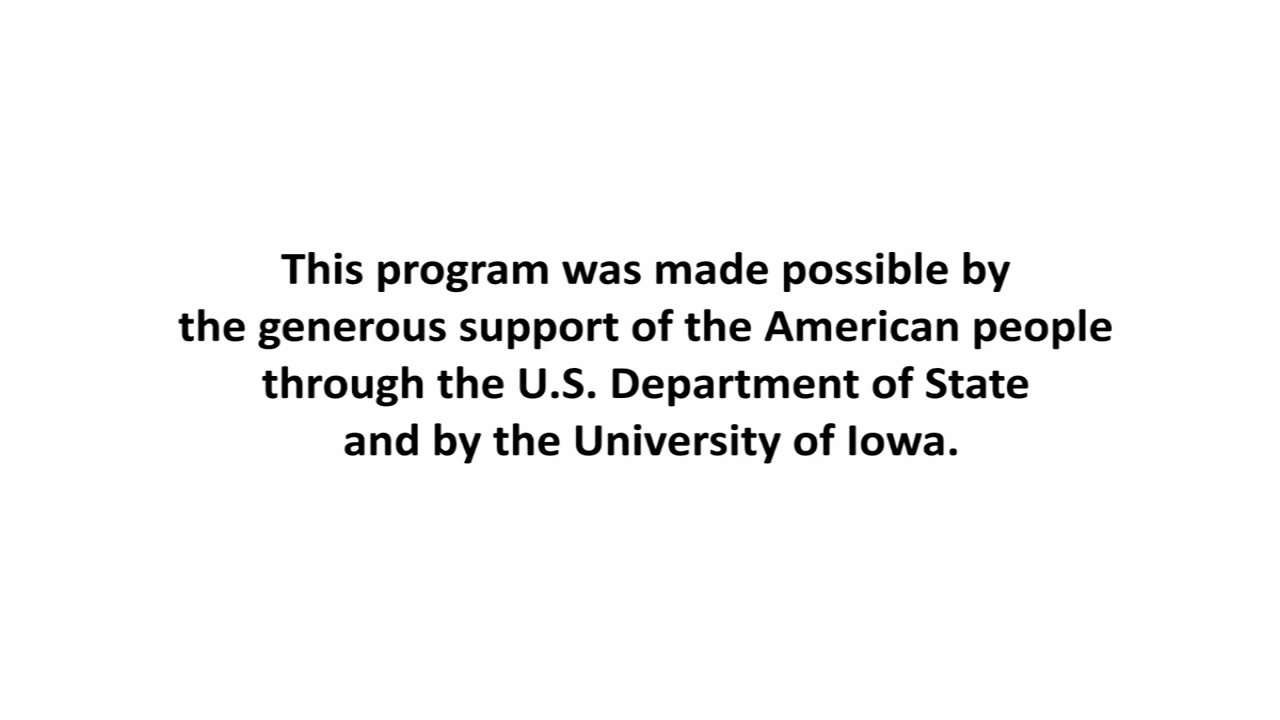 This program was made possible by
the generous support of the American people
through the U.S. Department of State
and by the University of Iowa.